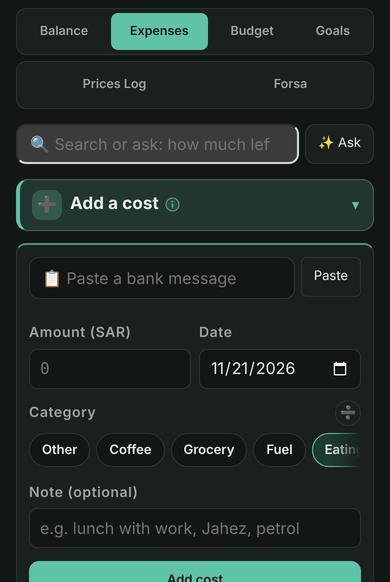 Balance Expenses Budget Goals
Prices Log Forsa
🔍 Search or ask: how much lef ✨ Ask
➕ Add a cost ⓘ ▼
📋 Paste a bank message Paste
Amount (SAR) Date
0 11/21/2026
Category ➗
Other Coffee Grocery Fuel Eating
Note (optional)
e.g. lunch with work, Jahez, petrol
Add cost